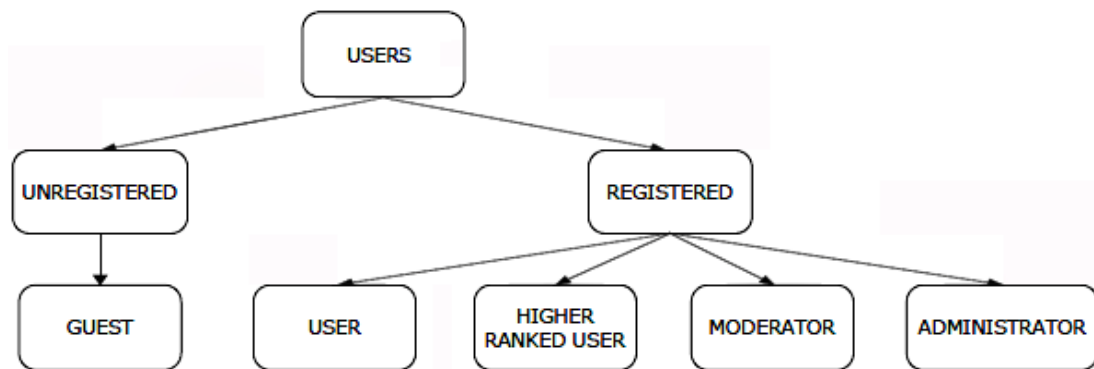 USERS
UNREGISTERED
REGISTERED
GUEST
USER
HIGHER
RANKED USER
MODERATOR
ADMINISTRATOR